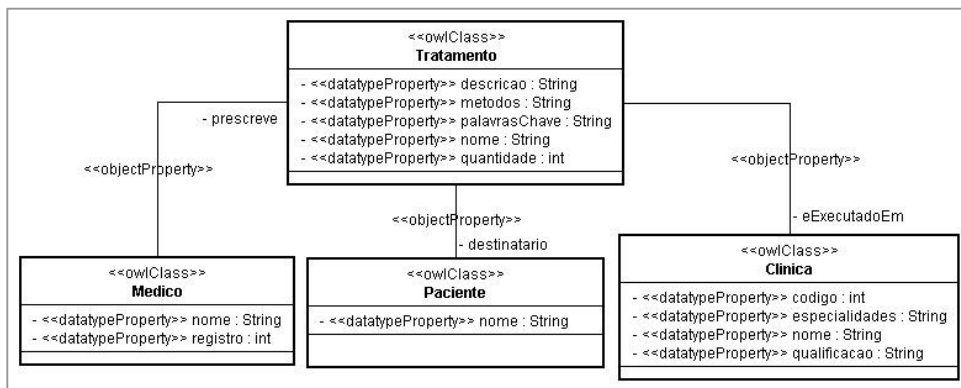 <<owlClass>>
Tratamento
- <<datatypeProperty>> descricao : String
- <<datatypeProperty>> metodos : String
- <<datatypeProperty>> palavrasChave : String
- <<datatypeProperty>> nome : String
- <<datatypeProperty>> quantidade : int
- prescreve
<<objectProperty>>
<<objectProperty>>
- destinatario
<<objectProperty>>
- eExecutadoEm
<<owlClass>>
Medico
- <<datatypeProperty>> nome : String
- <<datatypeProperty>> registro : int
<<owlClass>>
Paciente
- <<datatypeProperty>> nome : String
<<owlClass>>
Clinica
- <<datatypeProperty>> codigo : int
- <<datatypeProperty>> especialidades : String
- <<datatypeProperty>> nome : String
- <<datatypeProperty>> qualificacao : String